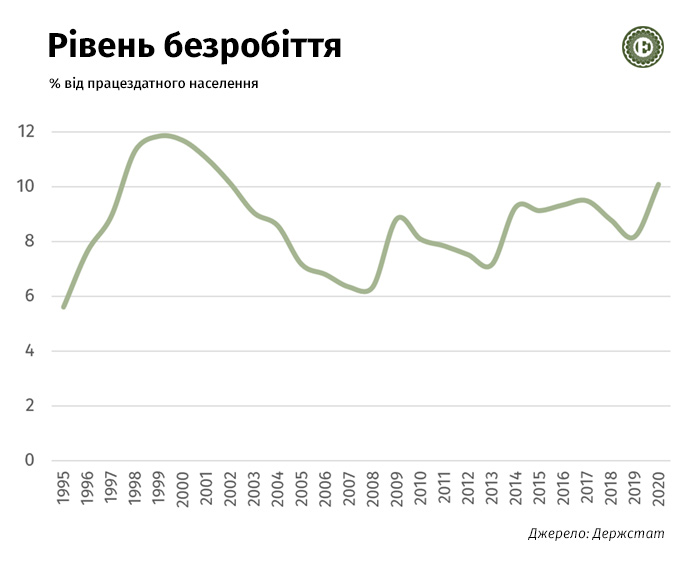 Рівень безробіття
% від працездатного населення
E
12
10
8
6
4
2
0
1995 1996 1997 1998 1999 2000 2001 2002 2003 2004 2005 2006 2007 2008 2009 2010 2011 2012 2013 2014 2015 2016 2017 2018 2019 2020
Джерело: Держстат